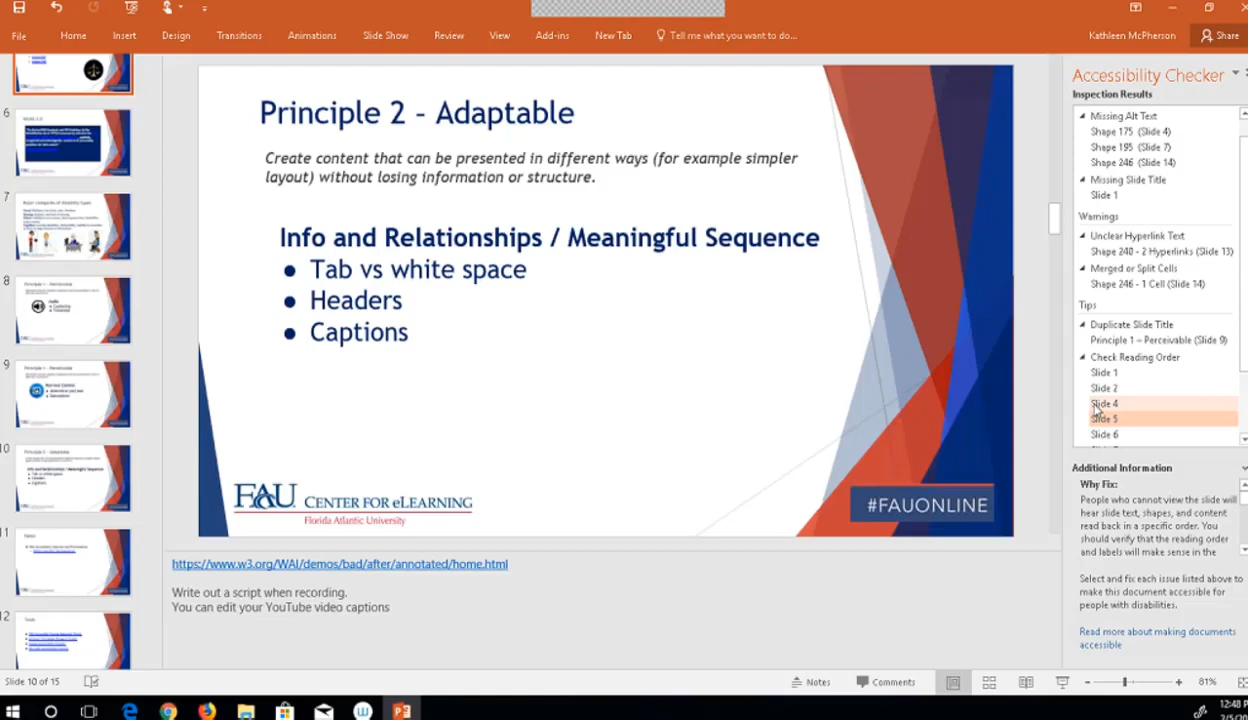 File Home Insert Design Transitions Animations Slide Show Review View Add-ins New Tab Tell me what you want to do... Kathleen McPherson Share
6
7
8
9
10
11
12
Principle 2 – Adaptable
Create content that can be presented in different ways (for example simpler
layout) without losing information or structure.
Info and Relationships / Meaningful Sequence
● Tab vs white space
● Headers
● Captions
FAU CENTER FOR eLEARNING
Florida Atlantic University
#FAUONLINE
https://www.w3.org/WAI/demos/bad/after/annotated/home.html
Write out a script when recording.
You can edit your YouTube video captions
Accessibility Checker
Inspection Results
Missing Alt Text
Shape 175 (Slide 4)
Shape 195 (Slide 7)
Shape 246 (Slide 14)
Missing Slide Title
Slide 1
Warnings
Unclear Hyperlink Text
Shape 240 - 2 Hyperlinks (Slide 13)
Merged or Split Cells
Shape 246 - 1 Cell (Slide 14)
Tips
Duplicate Slide Title
Principle 1 – Perceivable (Slide 9)
Check Reading Order
Slide 1
Slide 2
Slide 4
Slide 5
Slide 6
Additional Information
Why Fix:
People who cannot view the slide will
hear slide text, shapes, and content
read back in a specific order. You
should verify that the reading order
and labels will make sense in the
Select and fix each issue listed above to
make this document accessible for
people with disabilities.
Read more about making documents
accessible
Slide 10 of 15
Notes
Comments
81%
12:48 PM